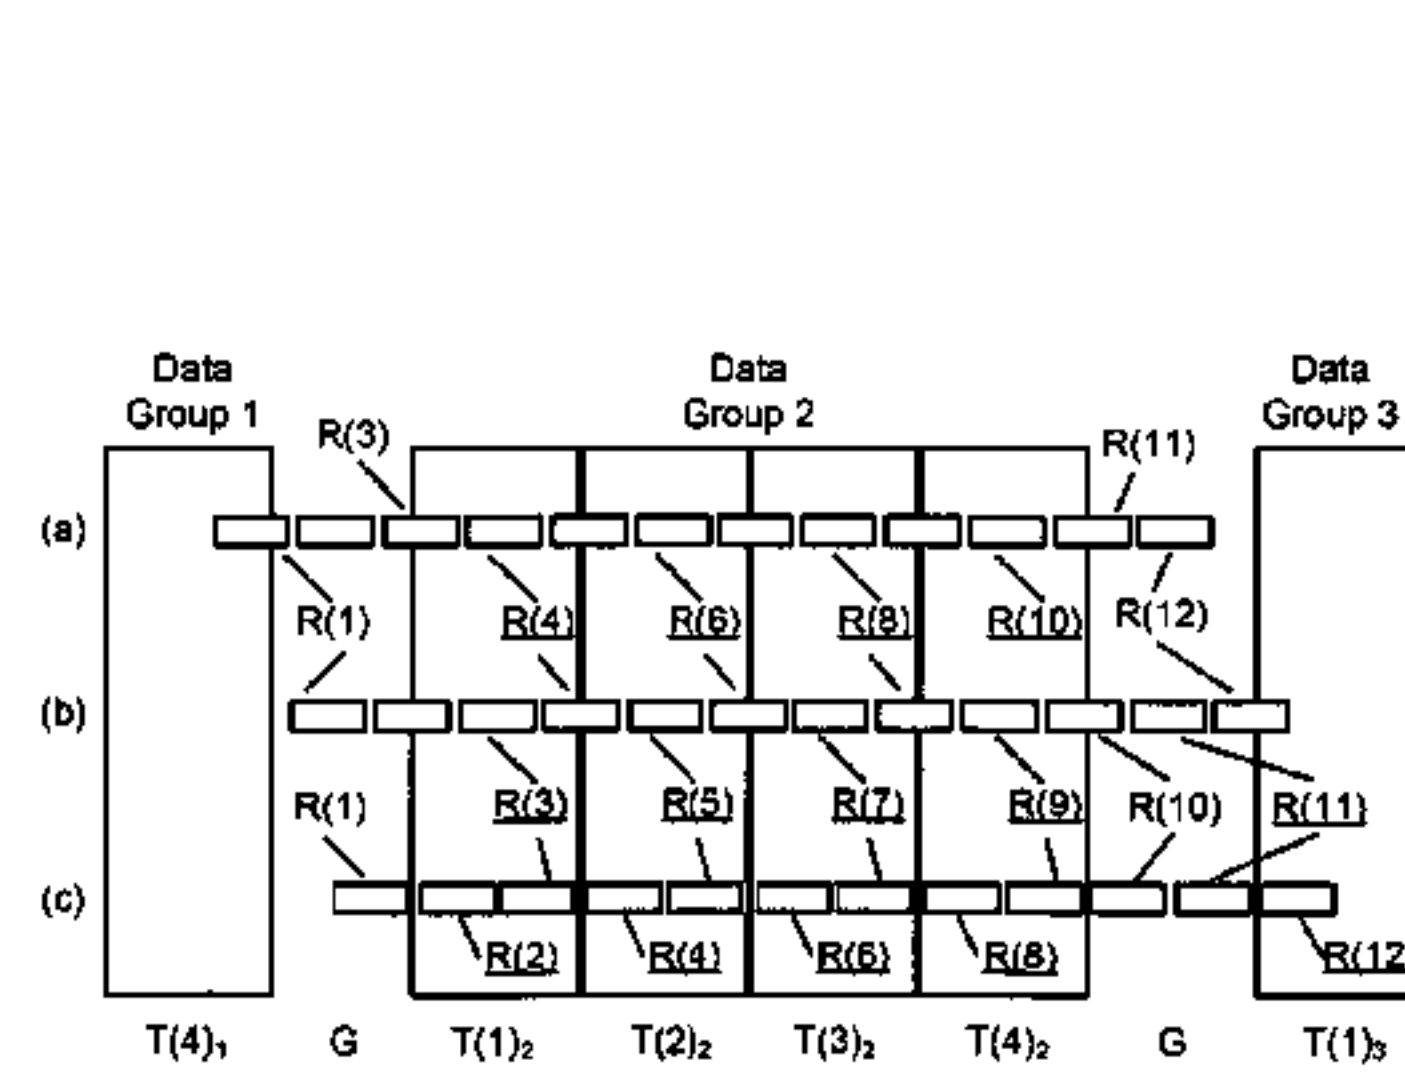 Data Data Data
Group 1 Group 2 Group 3
R(3) R(11)
(a)
R(1) R(4) R(6) R(8) R(10) R(12)
(b)
R(1) R(3) R(5) R(7) R(9) R(10) R(11)
(c)
R(2) R(4) R(6) R(8) R(12
T(4)₁ G T(1)₂ T(2)₂ T(3)₂ T(4)₂ G T(1)₃